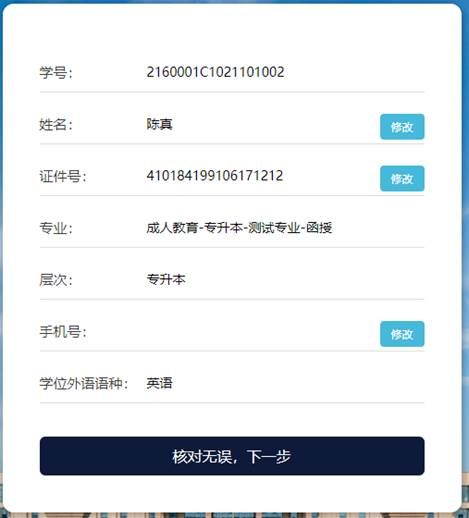 学号： 2160001C1021101002
姓名： 陈真 修改
证件号： 410184199106171212 修改
专业： 成人教育-专升本-测试专业-函授
层次： 专升本
手机号： 修改
学位外语语种： 英语
核对无误，下一步